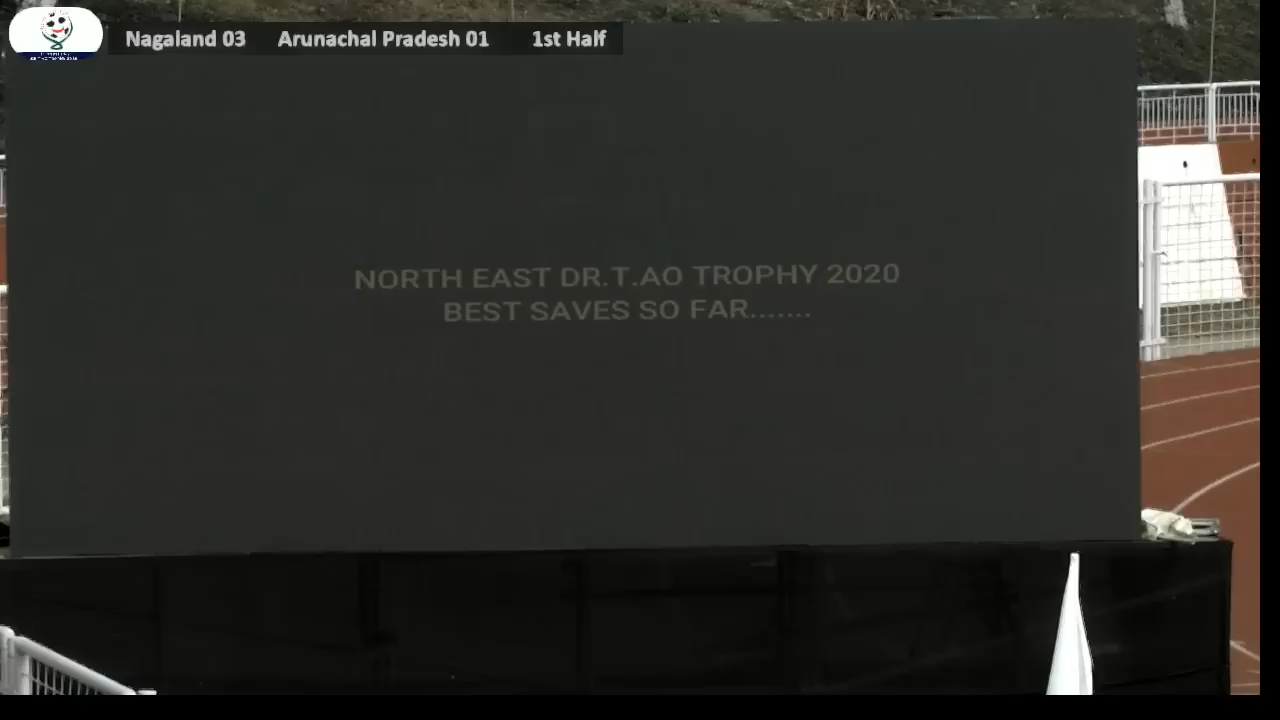 Nagaland 03 Arunachal Pradesh 01 1st Half
NORTH EAST DR.T.AO TROPHY 2020
BEST SAVES SO FAR.......